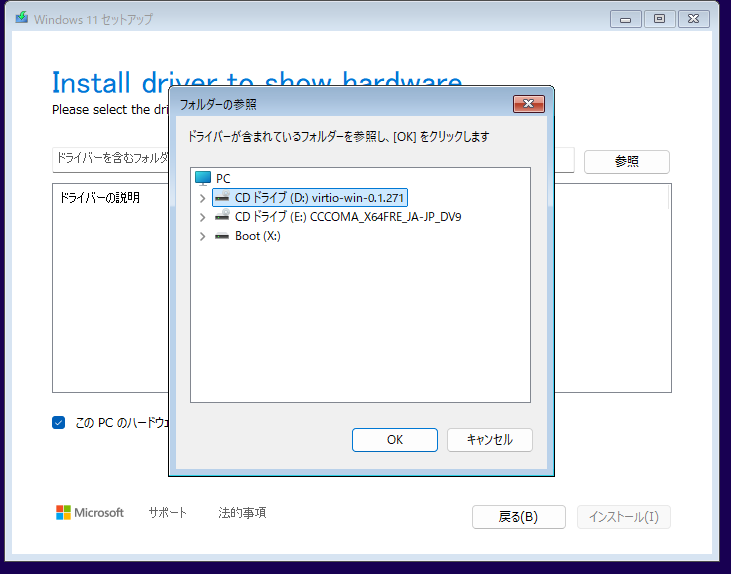 Windows 11 セットアップ
Install driver to show hardware
Please select the dri
フォルダーの参照
ドライバーが含まれているフォルダーを参照し、[OK] をクリックします
ドライバーを含むフォルダ
参照
ドライバーの説明
PC
CD ドライブ (D:) virtio-win-0.1.271
CD ドライブ (E:) CCCOMA_X64FRE_JA-JP_DV9
Boot (X:)
この PC のハードウェ
OK
キャンセル
Microsoft
サポート
法的事項
戻る(B)
インストール(I)